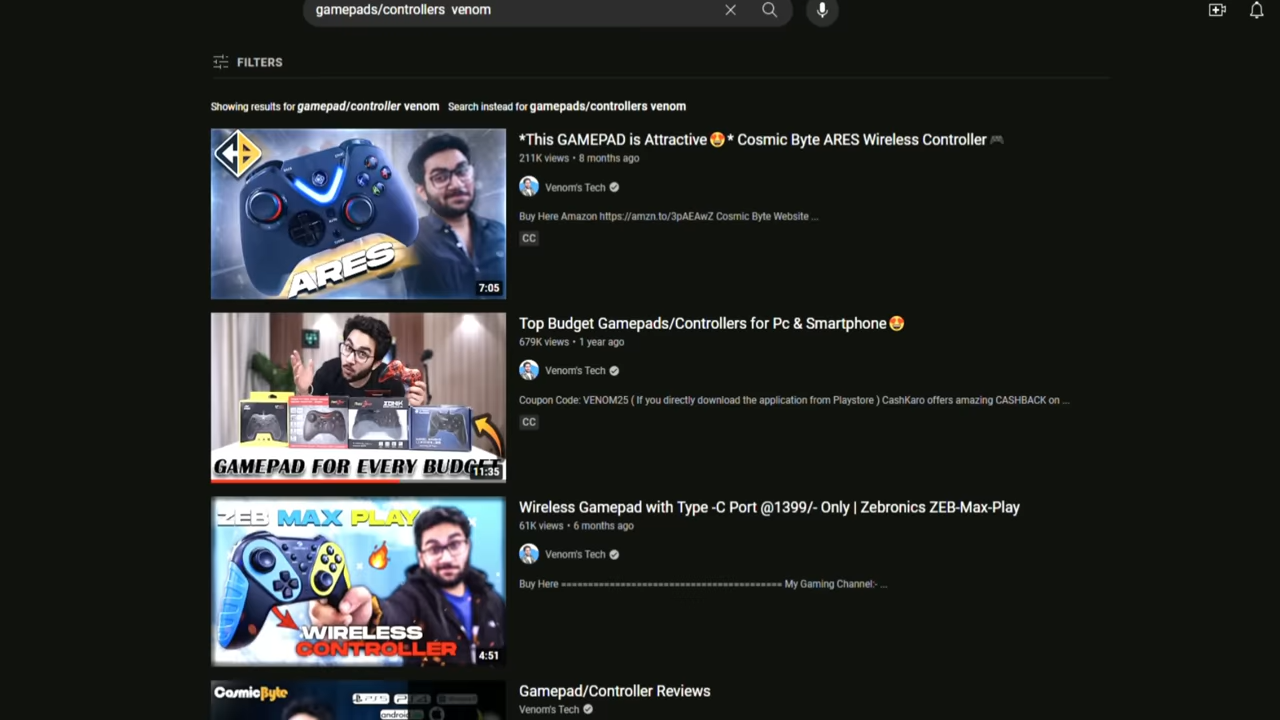 gamepads/controllers venom
FILTERS
Showing results for gamepad/controller venom Search instead for gamepads/controllers venom
*This GAMEPAD is Attractive🤩* Cosmic Byte ARES Wireless Controller🎮
211K views • 8 months ago
Venom's Tech
Buy Here Amazon https://amzn.to/3pAEAwZ Cosmic Byte Website ...
CC
ARES
7:05
Top Budget Gamepads/Controllers for Pc & Smartphone🤩
679K views • 1 year ago
Venom's Tech
Coupon Code: VENOM25 ( If you directly download the application from Playstore ) CashKaro offers amazing CASHBACK on ...
CC
GAMEPAD FOR EVERY BUDGET
11:35
Wireless Gamepad with Type -C Port @1399/- Only | Zebronics ZEB-Max-Play
61K views • 6 months ago
Venom's Tech
Buy Here ========================================== My Gaming Channel:- ...
ZEB MAX PLAY
WIRELESS
CONTROLLER
4:51
Gamepad/Controller Reviews
Venom's Tech
CosmicByte
PS5 PS4
android